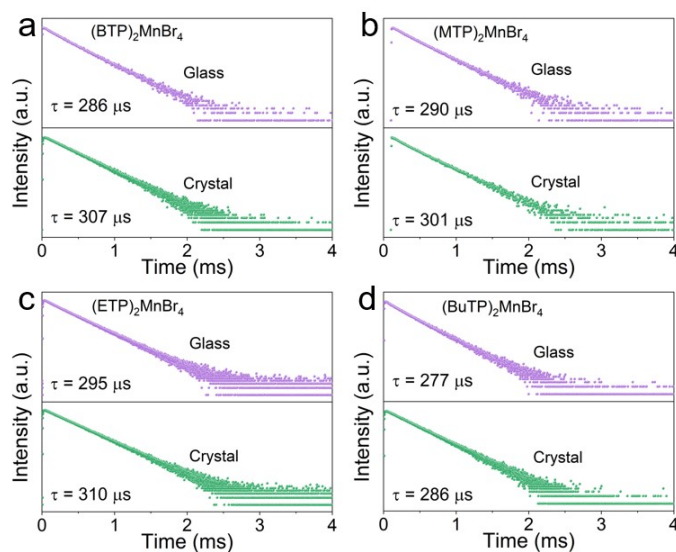 a
(BTP)₂MnBr₄
Glass
τ = 286 μs
Crystal
τ = 307 μs
Intensity (a.u.)
0 1 2 3 4
Time (ms)
b
(MTP)₂MnBr₄
Glass
τ = 290 μs
Crystal
τ = 301 μs
Intensity (a.u.)
0 1 2 3 4
Time (ms)
c
(ETP)₂MnBr₄
Glass
τ = 295 μs
Crystal
τ = 310 μs
Intensity (a.u.)
0 1 2 3 4
Time (ms)
d
(BuTP)₂MnBr₄
Glass
τ = 277 μs
Crystal
τ = 286 μs
Intensity (a.u.)
0 1 2 3 4
Time (ms)